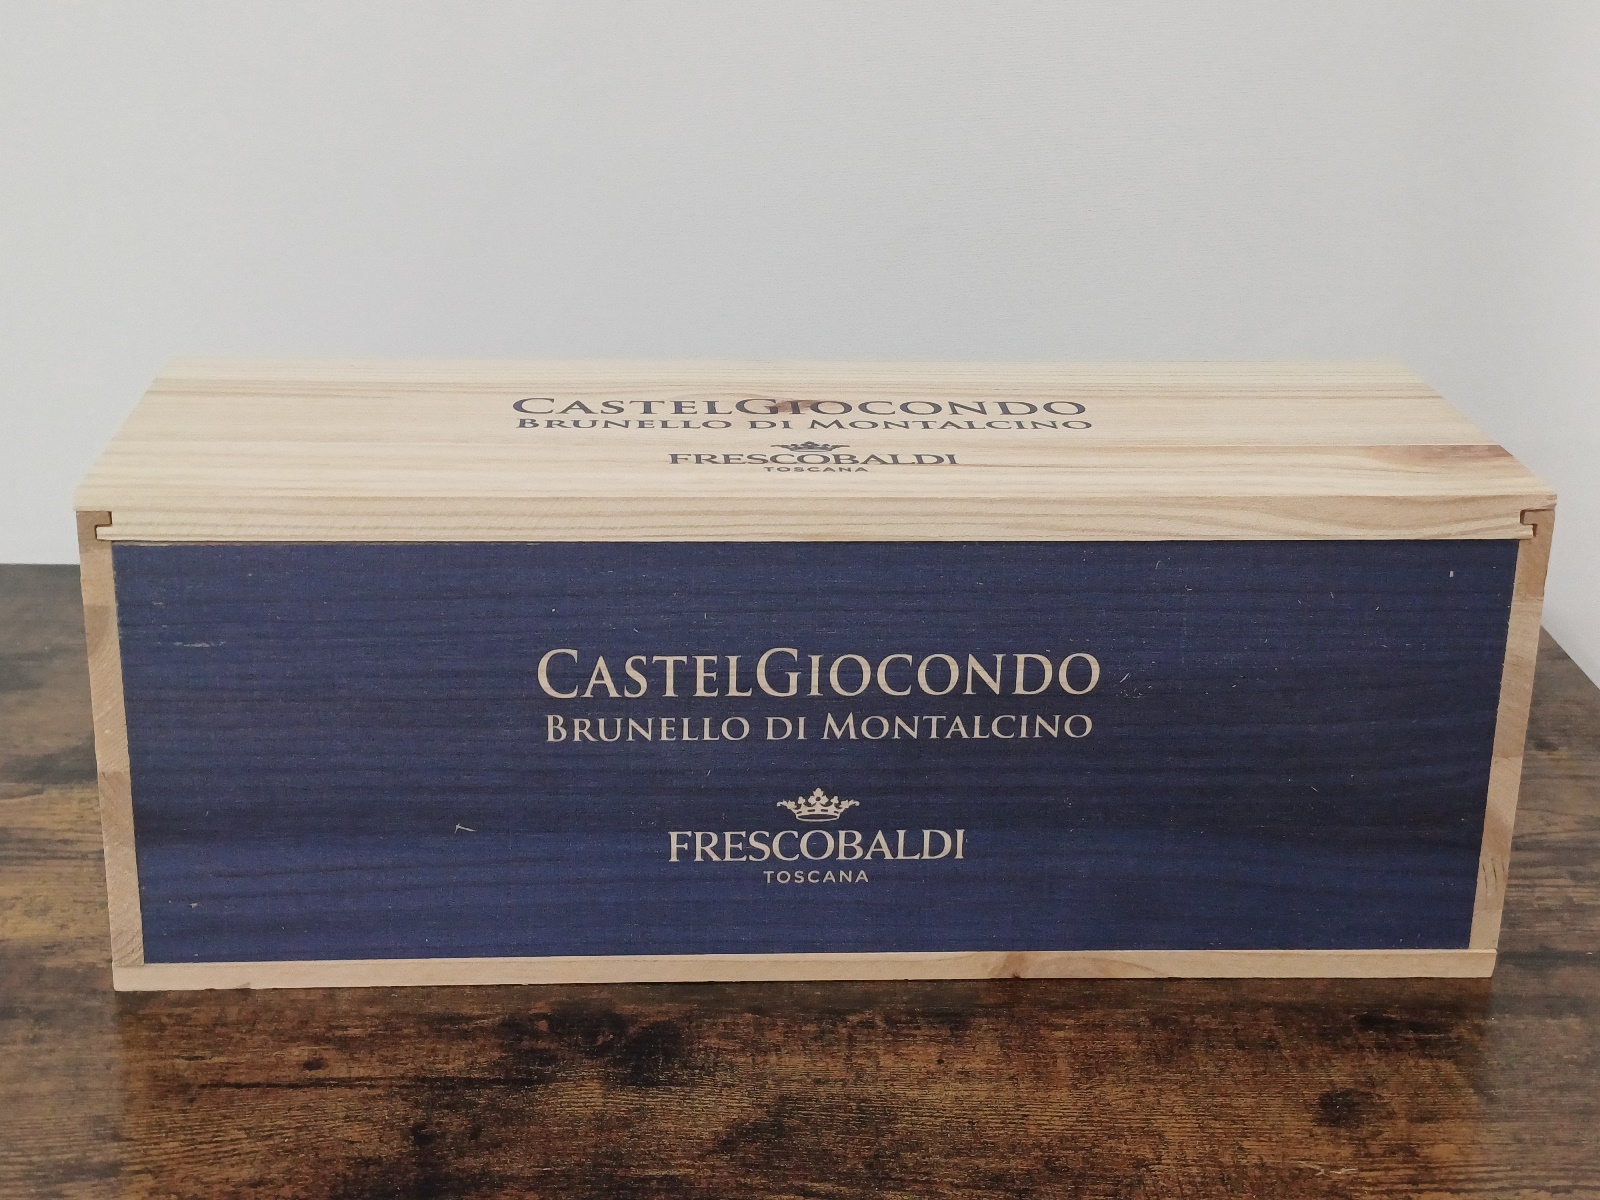 CASTELGIOCONDO
BRUNELLO DI MONTALCINO
FRESCOBALDI
TOSCANA
CASTELGIOCONDO
BRUNELLO DI MONTALCINO
FRESCOBALDI
TOSCANA